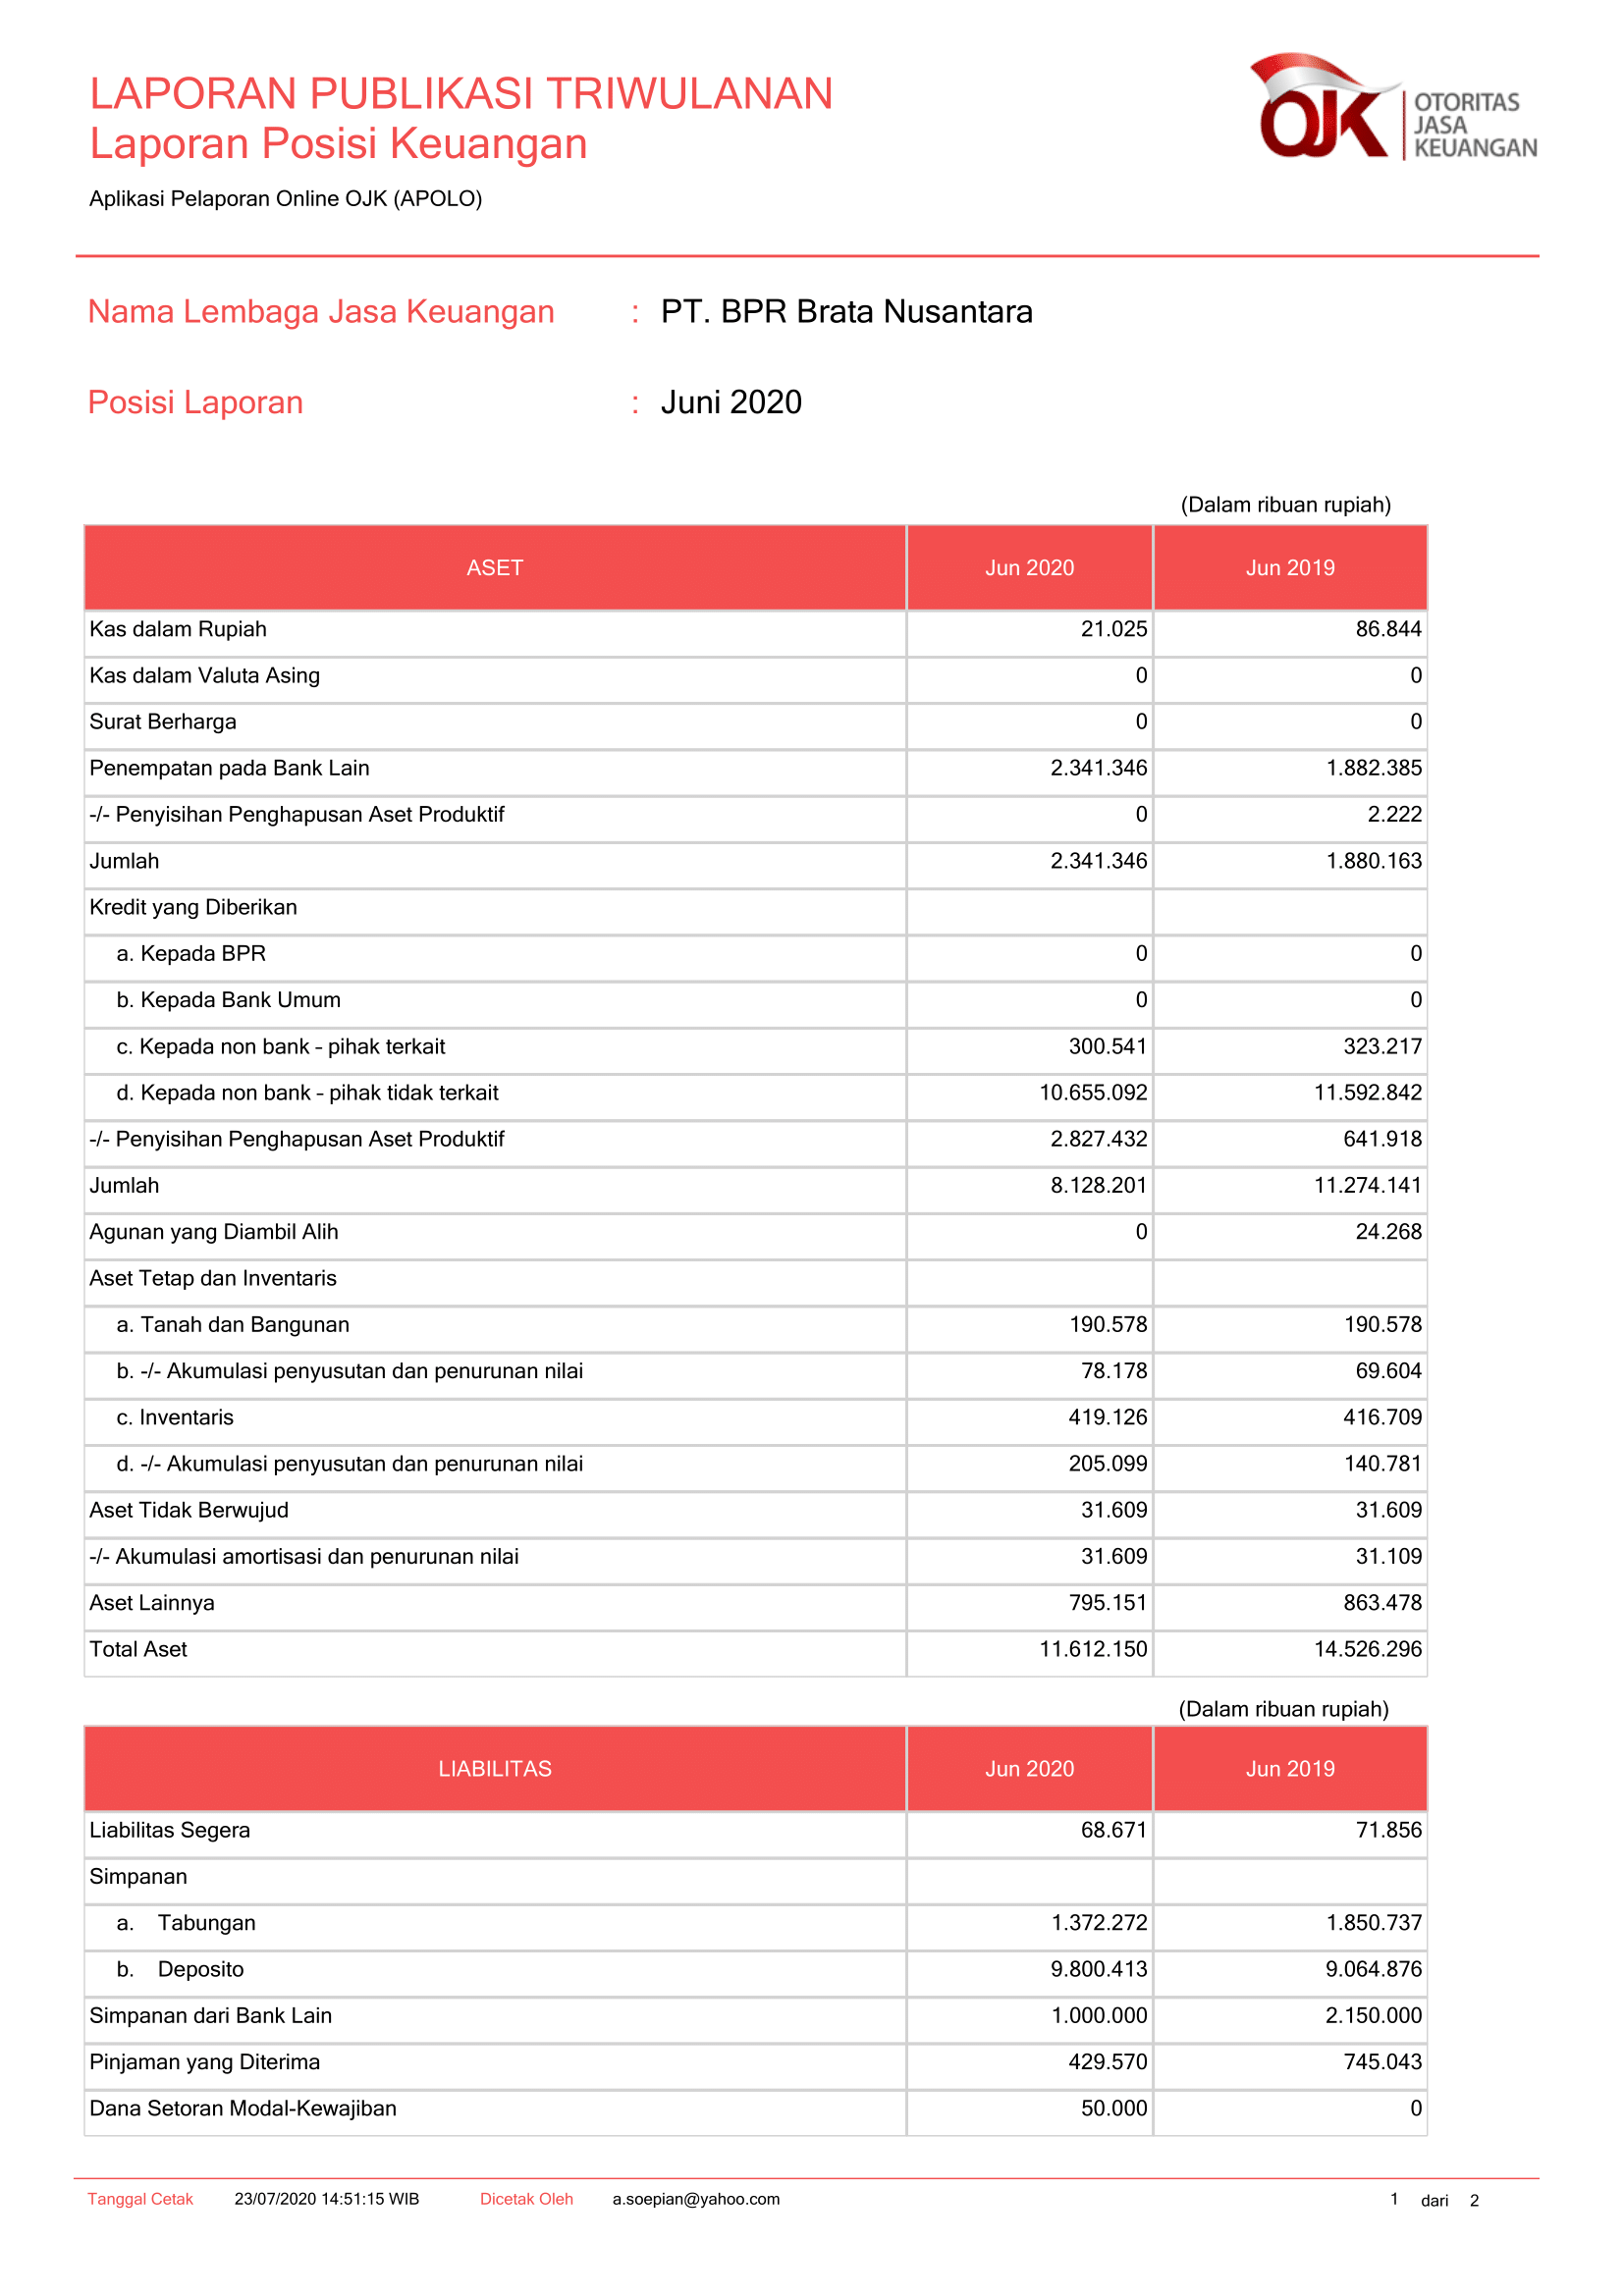 LAPORAN PUBLIKASI TRIWULANAN
Laporan Posisi Keuangan
Aplikasi Pelaporan Online OJK (APOLO)
OJK OTORITAS
JASA
KEUANGAN
Nama Lembaga Jasa Keuangan : PT. BPR Brata Nusantara
Posisi Laporan : Juni 2020
(Dalam ribuan rupiah)
ASET Jun 2020 Jun 2019
Kas dalam Rupiah 21.025 86.844
Kas dalam Valuta Asing 0 0
Surat Berharga 0 0
Penempatan pada Bank Lain 2.341.346 1.882.385
-/- Penyisihan Penghapusan Aset Produktif 0 2.222
Jumlah 2.341.346 1.880.163
Kredit yang Diberikan
a. Kepada BPR 0 0
b. Kepada Bank Umum 0 0
c. Kepada non bank - pihak terkait 300.541 323.217
d. Kepada non bank - pihak tidak terkait 10.655.092 11.592.842
-/- Penyisihan Penghapusan Aset Produktif 2.827.432 641.918
Jumlah 8.128.201 11.274.141
Agunan yang Diambil Alih 0 24.268
Aset Tetap dan Inventaris
a. Tanah dan Bangunan 190.578 190.578
b. -/- Akumulasi penyusutan dan penurunan nilai 78.178 69.604
c. Inventaris 419.126 416.709
d. -/- Akumulasi penyusutan dan penurunan nilai 205.099 140.781
Aset Tidak Berwujud 31.609 31.609
-/- Akumulasi amortisasi dan penurunan nilai 31.609 31.109
Aset Lainnya 795.151 863.478
Total Aset 11.612.150 14.526.296
(Dalam ribuan rupiah)
LIABILITAS Jun 2020 Jun 2019
Liabilitas Segera 68.671 71.856
Simpanan
a. Tabungan 1.372.272 1.850.737
b. Deposito 9.800.413 9.064.876
Simpanan dari Bank Lain 1.000.000 2.150.000
Pinjaman yang Diterima 429.570 745.043
Dana Setoran Modal-Kewajiban 50.000 0
Tanggal Cetak 23/07/2020 14:51:15 WIB Dicetak Oleh a.soepian@yahoo.com 1 dari 2